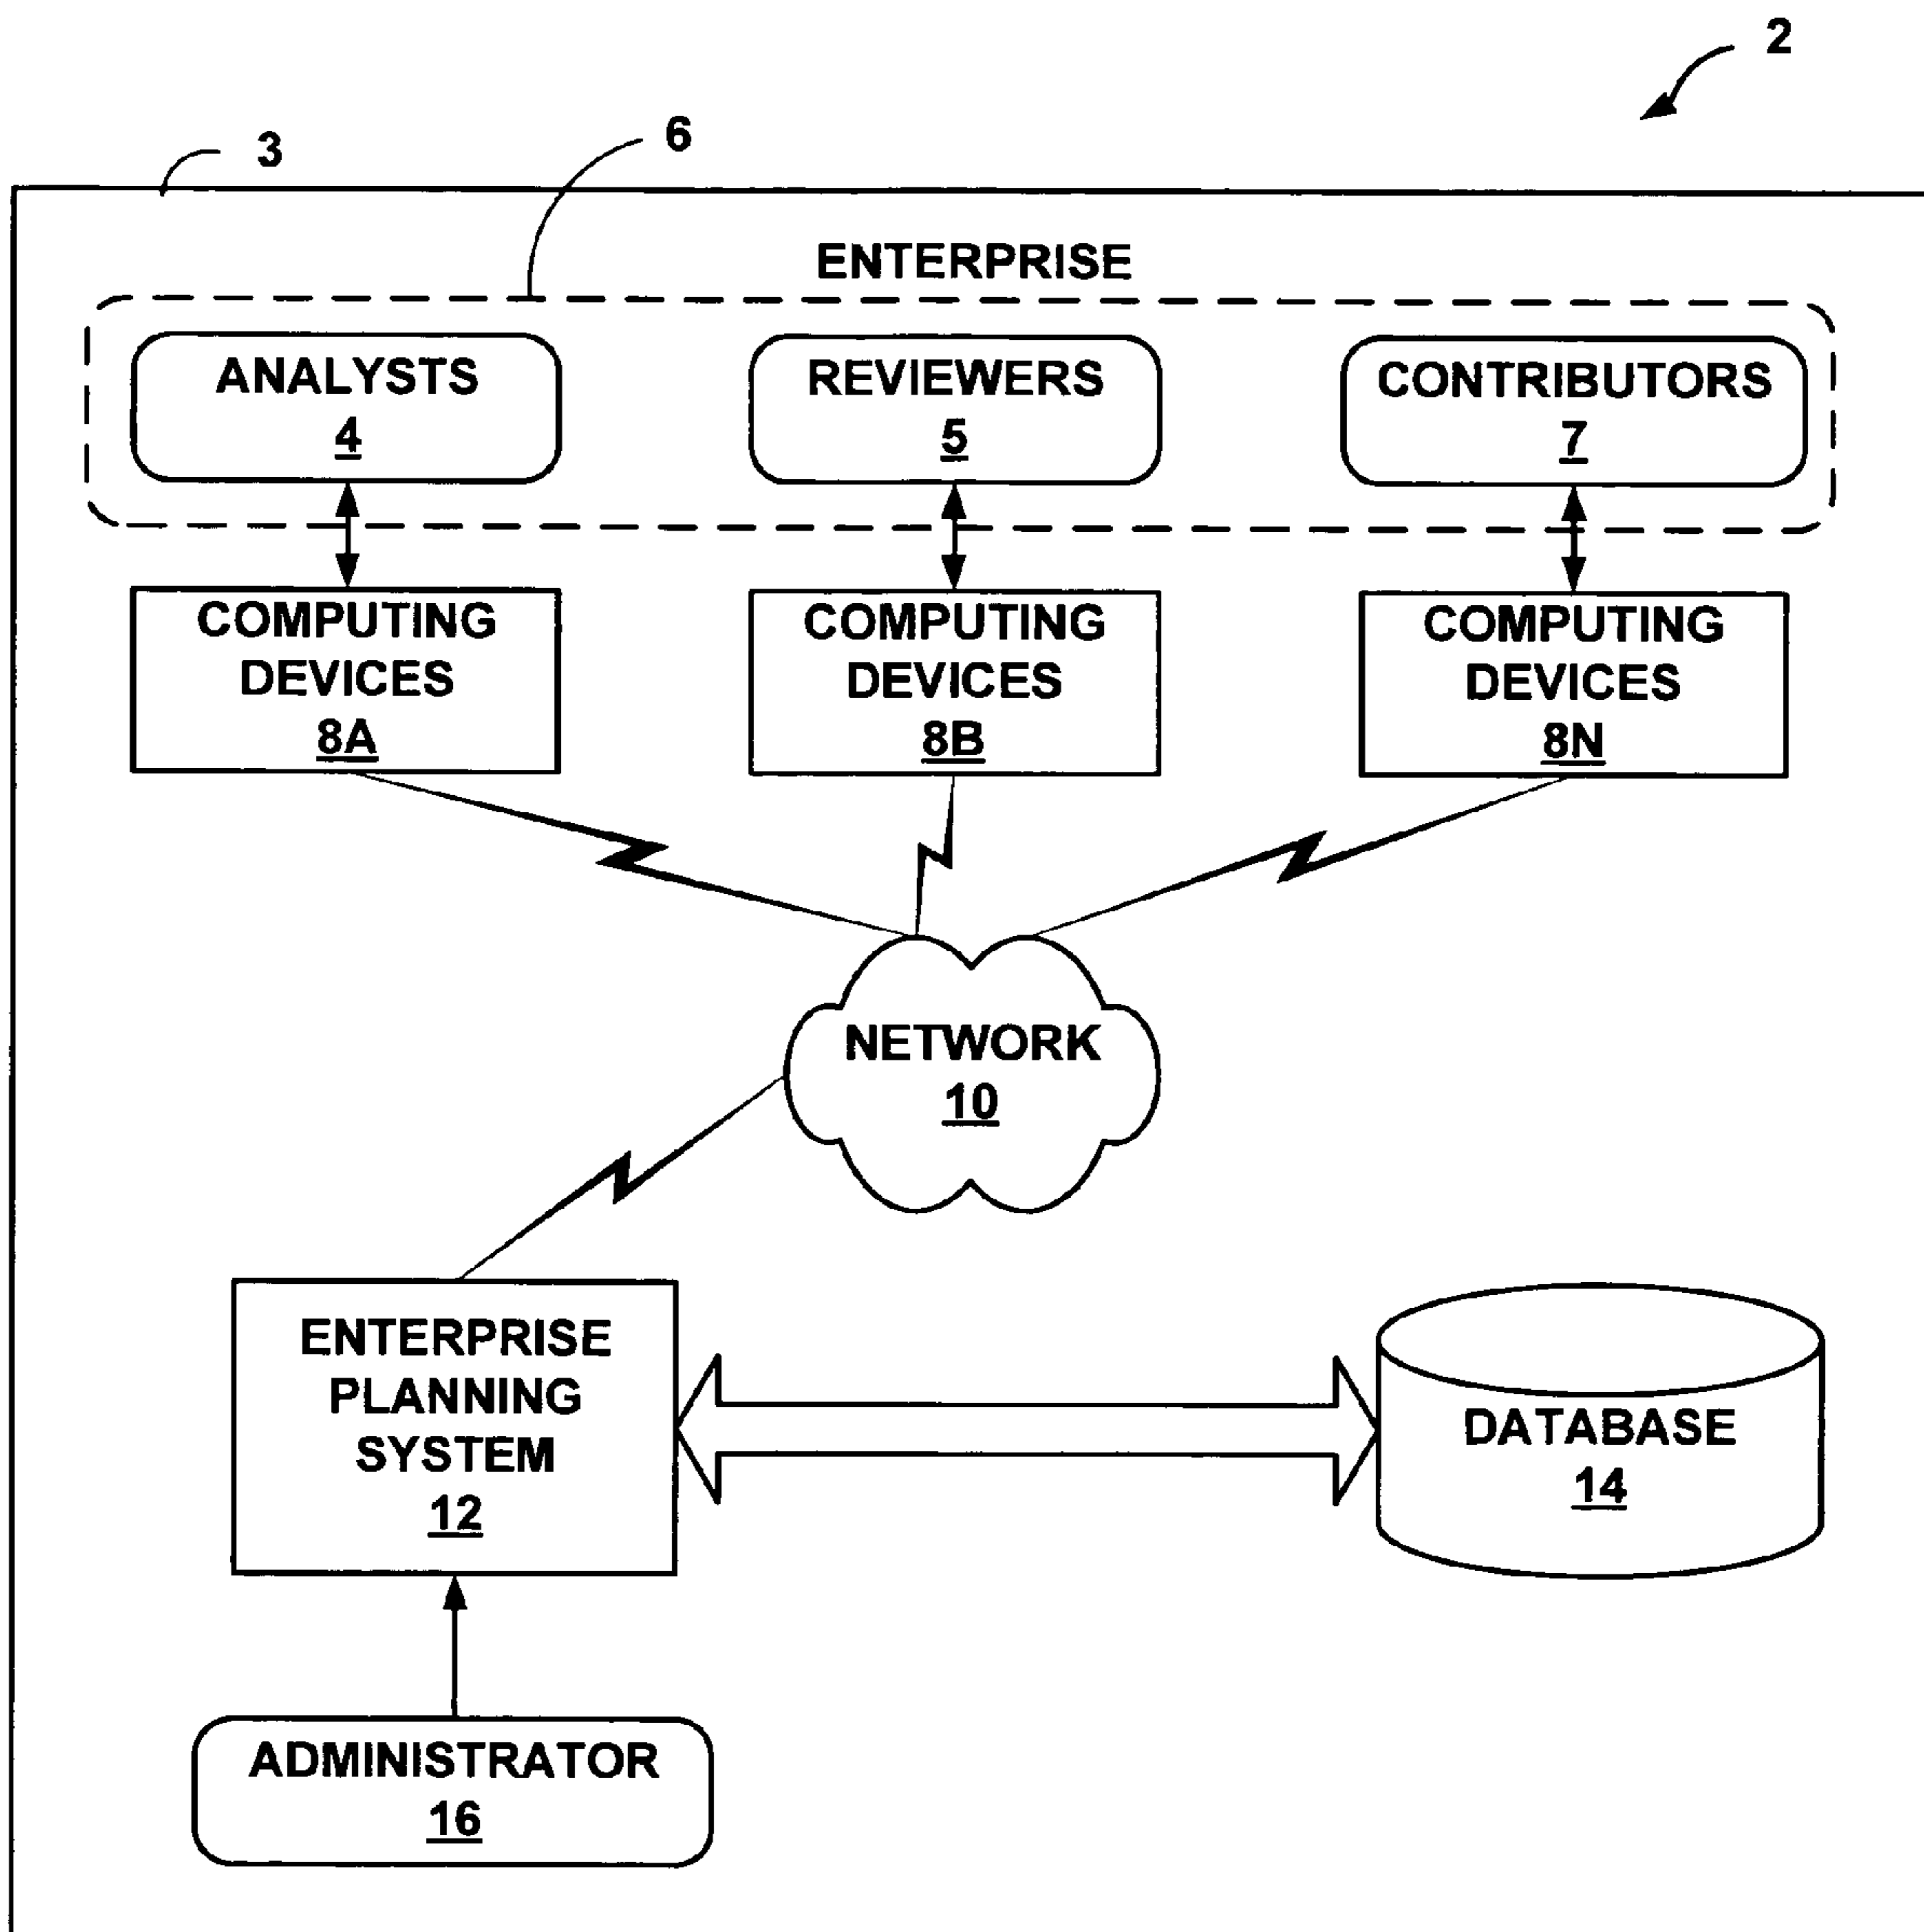 2
3
6
ENTERPRISE
ANALYSTS
4
REVIEWERS
5
CONTRIBUTORS
7
COMPUTING
DEVICES
8A
COMPUTING
DEVICES
8B
COMPUTING
DEVICES
8N
NETWORK
10
ENTERPRISE
PLANNING
SYSTEM
12
DATABASE
14
ADMINISTRATOR
16